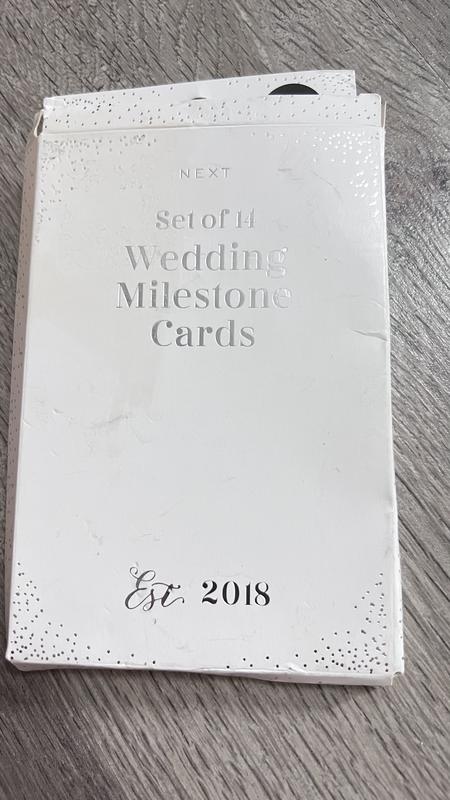 NEXT
Set of 14
Wedding
Milestone
Cards
Est. 2018